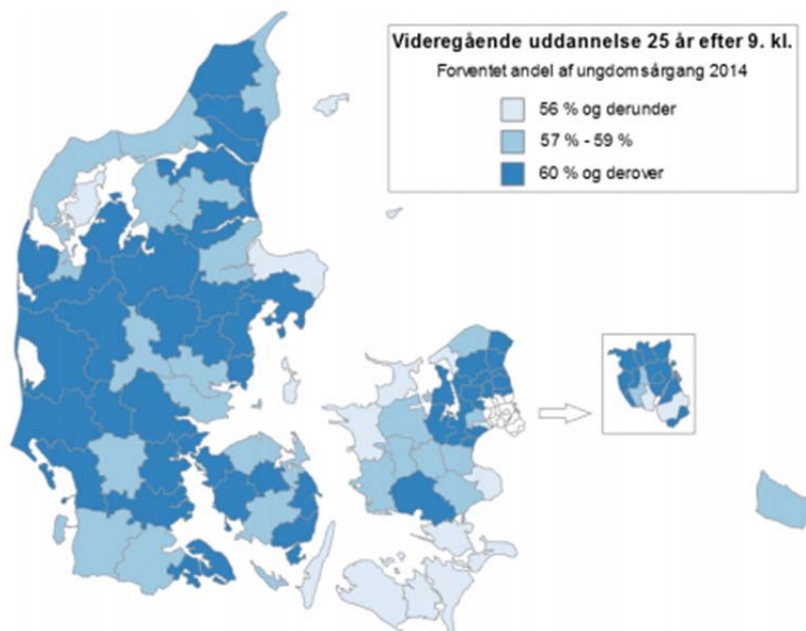 Videregående uddannelse 25 år efter 9. kl.
Forventet andel af ungdomsårgang 2014
56 % og derunder
57 % - 59 %
60 % og derover